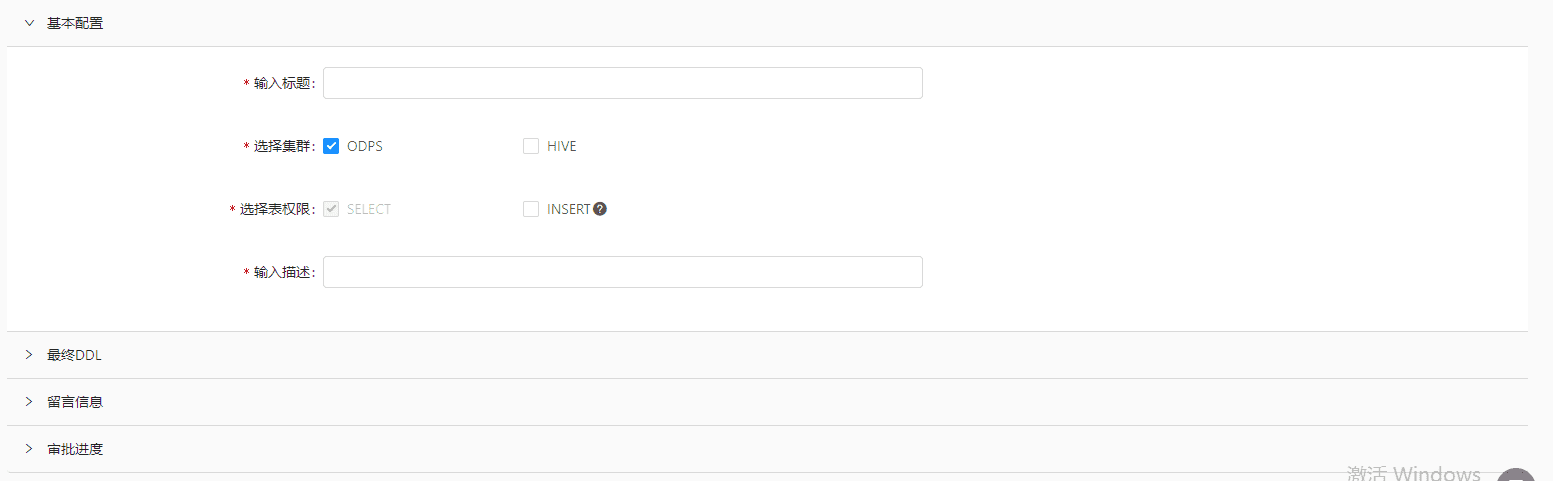 基本配置
* 输入标题:
* 选择集群: ODPS HIVE
* 选择表权限: SELECT INSERT?
* 输入描述:
最终DDL
留言信息
审批进度
激活 Windows